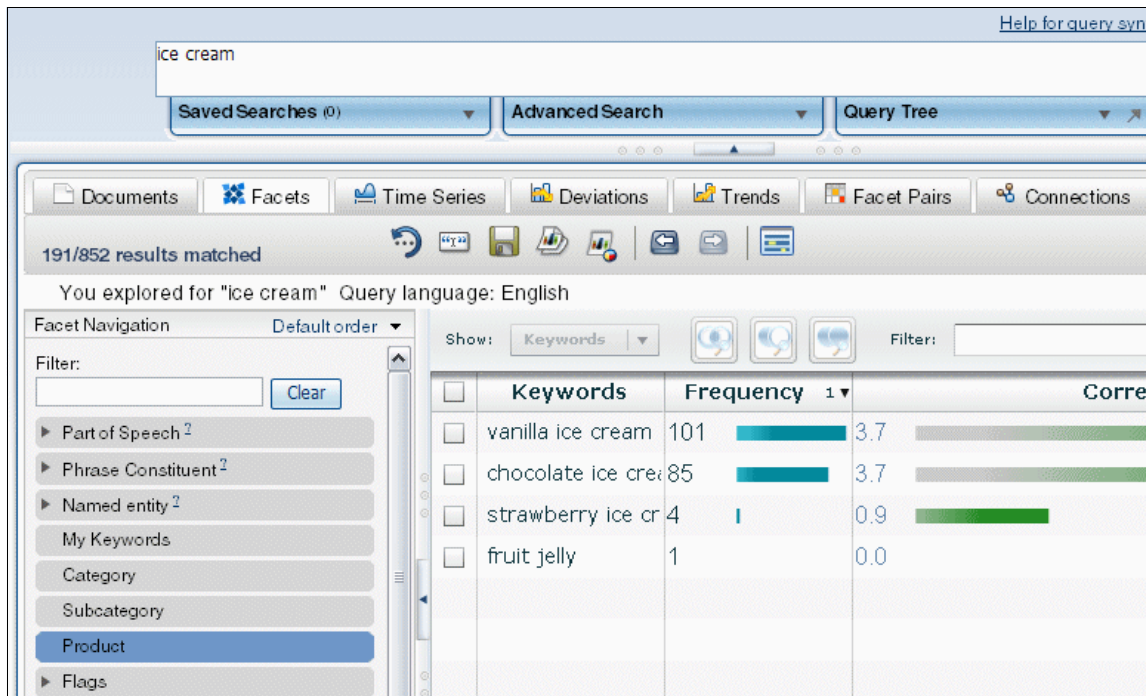 Help for query syn
ice cream
Saved Searches (0)
Advanced Search
Query Tree
Documents
Facets
Time Series
Deviations
Trends
Facet Pairs
Connections
191/852 results matched
You explored for "ice cream" Query language: English
Facet Navigation
Default order
Filter:
Clear
Part of Speech ?
Phrase Constituent ?
Named entity ?
My Keywords
Category
Subcategory
Product
Flags
Show: Keywords
Filter:
Keywords Frequency 1 Corre
vanilla ice cream 101 3.7
chocolate ice crea 85 3.7
strawberry ice cr 4 0.9
fruit jelly 1 0.0